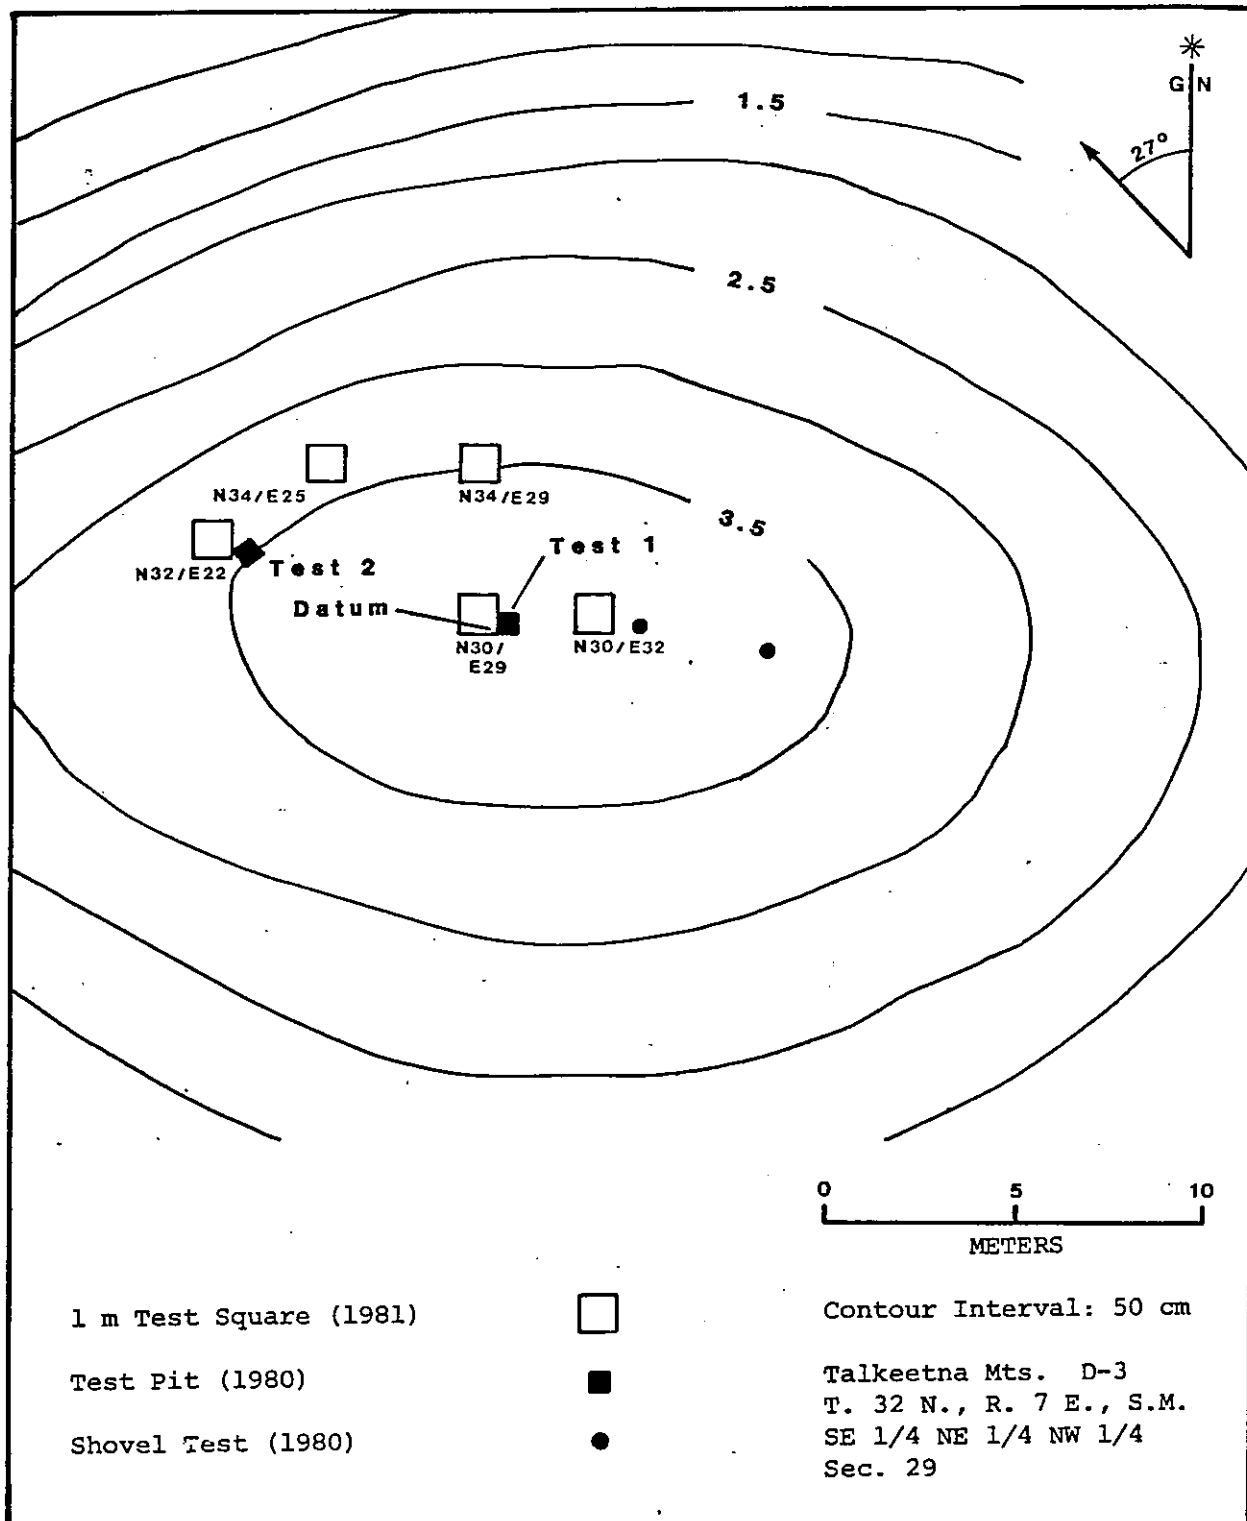 GN
1.5
27°
2.5
N34/E25
N34/E29
3.5
Test 1
N32/E22
Test 2
Datum
N30/
E29
N30/E32
0 5 10
METERS
1 m Test Square (1981)
Contour Interval: 50 cm
Test Pit (1980)
Talkeetna Mts. D-3
T. 32 N., R. 7 E., S.M.
Shovel Test (1980)
SE 1/4 NE 1/4 NW 1/4
Sec. 29